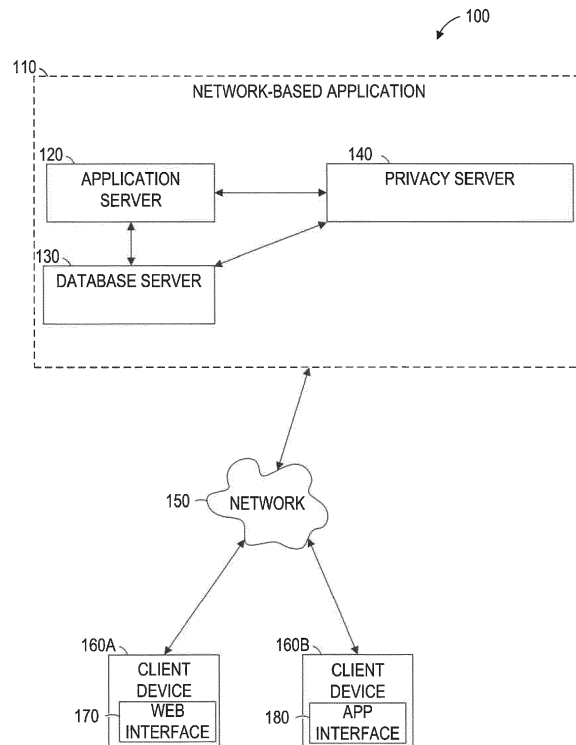 100
110
NETWORK-BASED APPLICATION
120
140
APPLICATION
SERVER
PRIVACY SERVER
130
DATABASE SERVER
150
NETWORK
160A
160B
CLIENT
DEVICE
CLIENT
DEVICE
170
WEB
INTERFACE
180
APP
INTERFACE